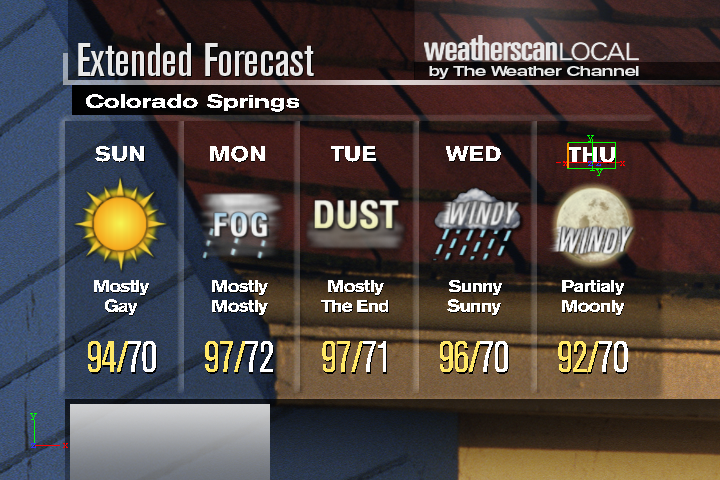 Extended Forecast
weatherscanLOCAL
by The Weather Channel
Colorado Springs
SUN MON TUE WED THU
FOG DUST WINDY WINDY
Mostly Mostly Mostly Sunny Partialy
Gay Mostly The End Sunny Moonly
94/70 97/72 97/71 96/70 92/70
y
x
y
y
x